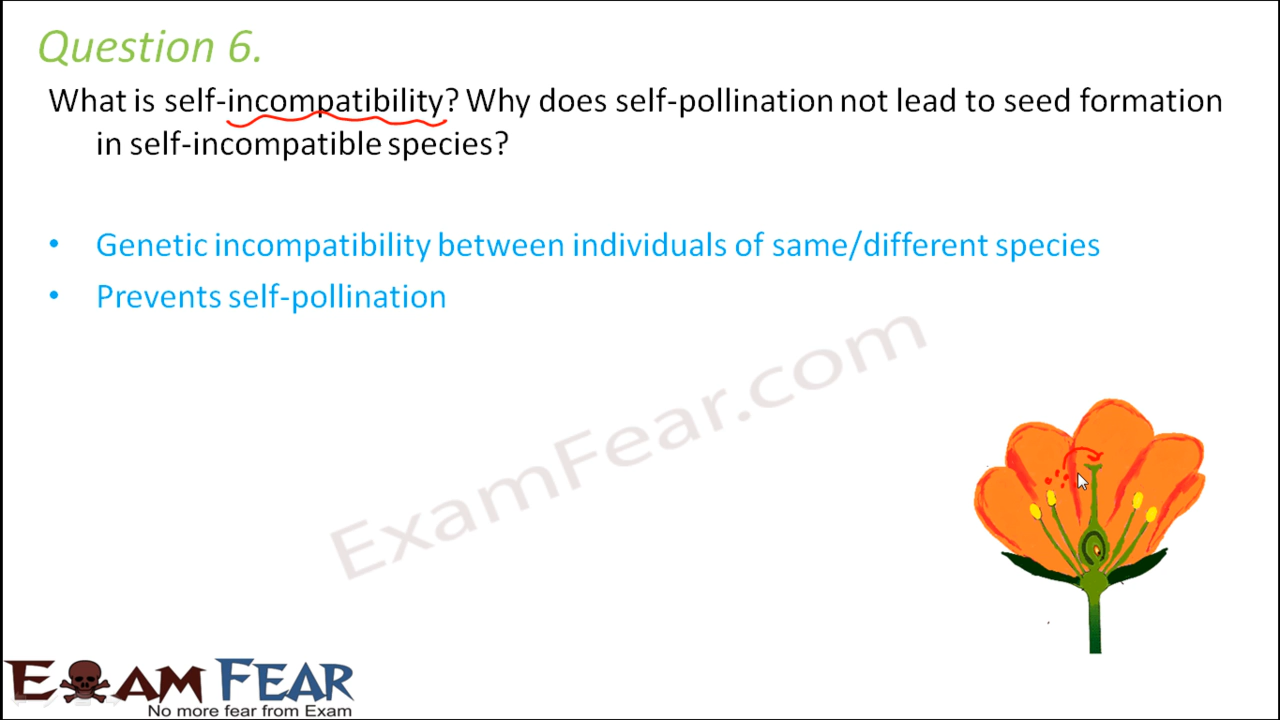 Question 6.
What is self-incompatibility? Why does self-pollination not lead to seed formation
in self-incompatible species?
• Genetic incompatibility between individuals of same/different species
• Prevents self-pollination
ExamFear.com
EXAM FEAR
No more fear from Exam